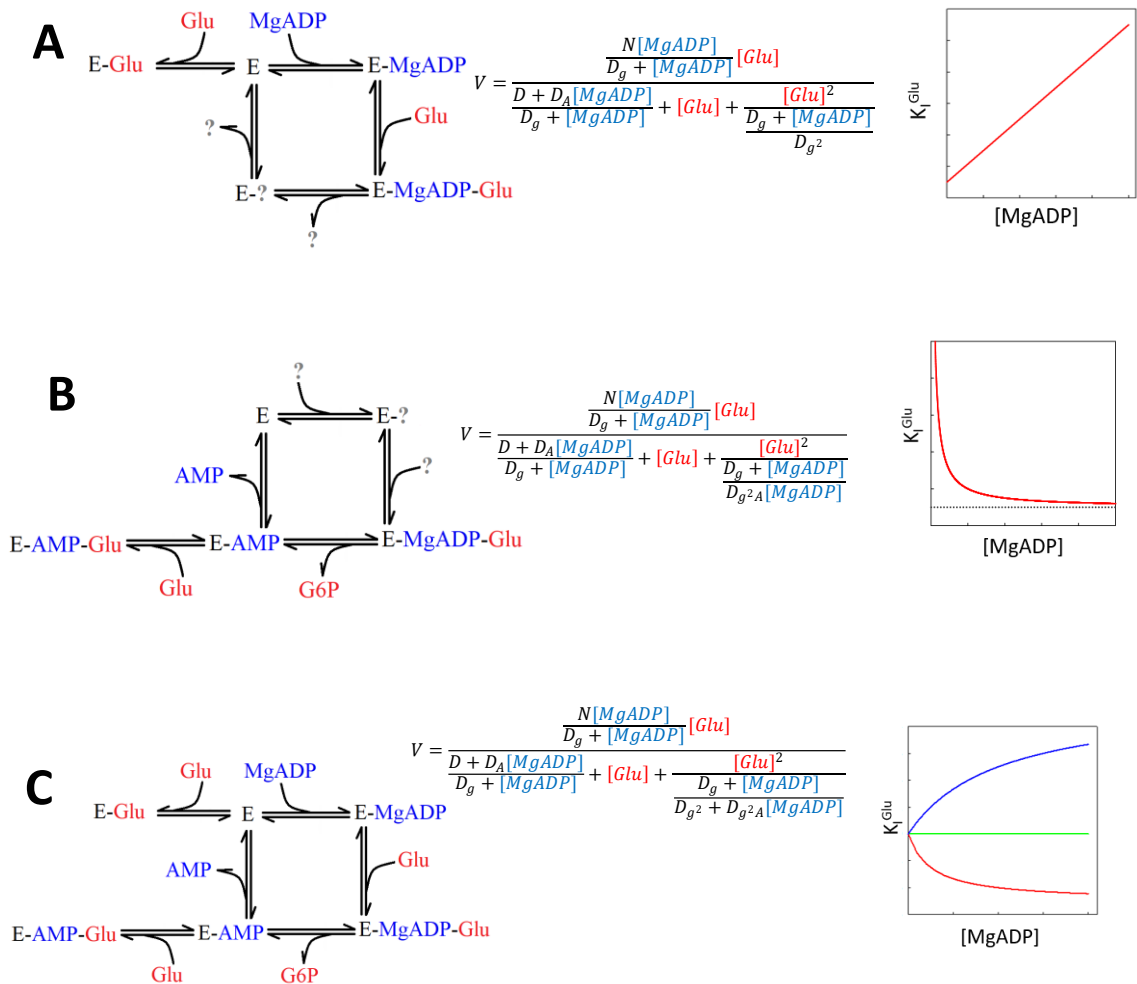 A
Glu MgADP
E-Glu E E-MgADP
? Glu
E-? E-MgADP-Glu
?
V = N[MgADP] / (D_g + [MgADP]) [Glu] / ((D + D_A[MgADP]) / (D_g + [MgADP]) + [Glu] + [Glu]^2 / ((D_g + [MgADP]) / D_g^2))
K_I^Glu
[MgADP]
B
?
E E-?
AMP ?
E-AMP-Glu E-AMP E-MgADP-Glu
Glu G6P
V = N[MgADP] / (D_g + [MgADP]) [Glu] / ((D + D_A[MgADP]) / (D_g + [MgADP]) + [Glu] + [Glu]^2 / ((D_g + [MgADP]) / D_g^2_A[MgADP]))
K_I^Glu
[MgADP]
C
Glu MgADP
E-Glu E E-MgADP
AMP Glu
E-AMP-Glu E-AMP E-MgADP-Glu
Glu G6P
V = N[MgADP] / (D_g + [MgADP]) [Glu] / ((D + D_A[MgADP]) / (D_g + [MgADP]) + [Glu] + [Glu]^2 / ((D_g + [MgADP]) / (D_g^2 + D_g^2_A[MgADP])))
K_I^Glu
[MgADP]